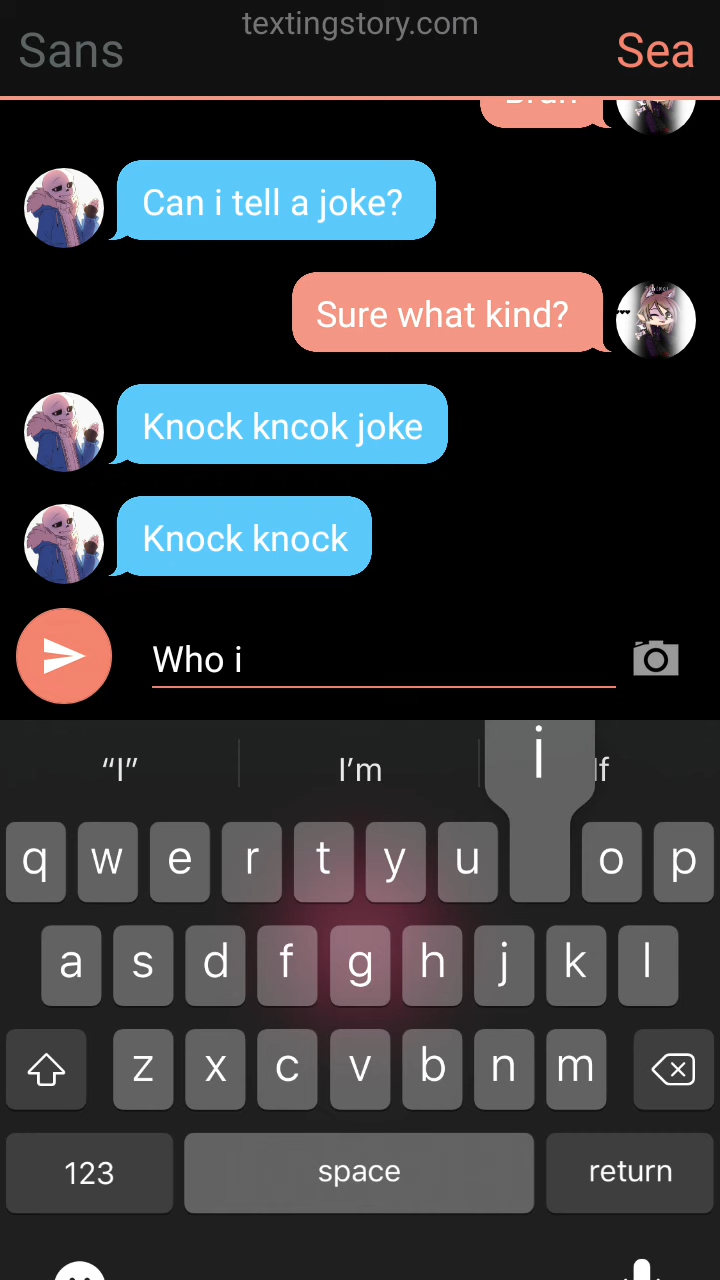 textingstory.com
Sans
Sea
Can i tell a joke?
Sure what kind?
Knock kncok joke
Knock knock
Who i
“I”
I’m
If
i
q w e r t y u o p
a s d f g h j k l
z x c v b n m
123 space return